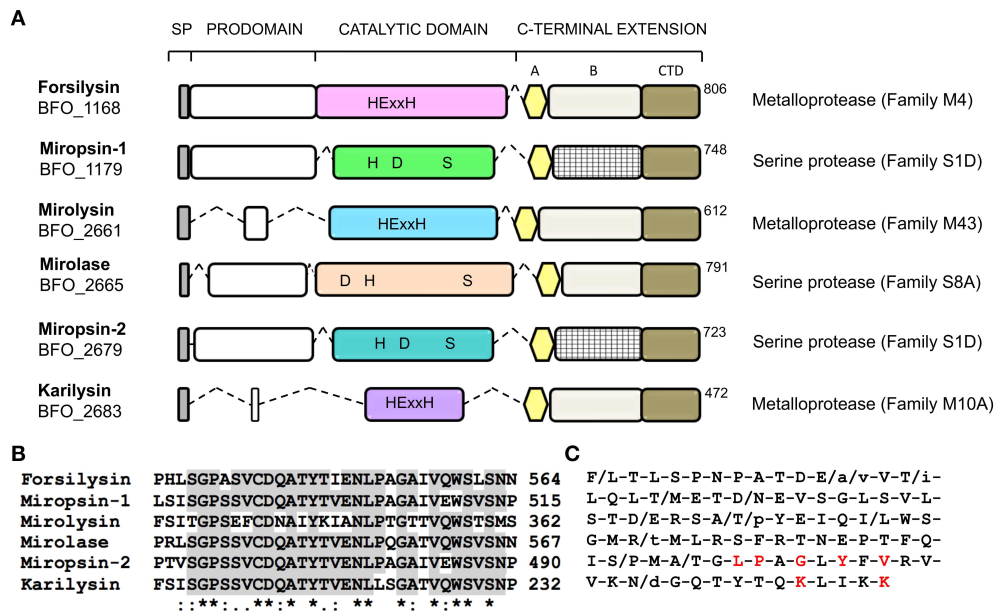 A
SP PRODOMAIN CATALYTIC DOMAIN C-TERMINAL EXTENSION
A B CTD
Forsilysin
BFO_1168
HExxH
806
Metalloprotease (Family M4)
Miropsin-1
BFO_1179
H D S
748
Serine protease (Family S1D)
Mirolysin
BFO_2661
HExxH
612
Metalloprotease (Family M43)
Mirolase
BFO_2665
D H S
791
Serine protease (Family S8A)
Miropsin-2
BFO_2679
H D S
723
Serine protease (Family S1D)
Karilysin
BFO_2683
HExxH
472
Metalloprotease (Family M10A)
B
Forsilysin PHLSGPASVCDQATYTIENLPAGAIVQWSLSNN 564
Miropsin-1 LSISGPSSVCDQATYTVENLPAGATVEWSVSNP 515
Mirolysin FSITGPSEFCDNAIYKIANLPTGTTVQWSTSMS 362
Mirolase PRLSGPSSVCDQATYTVENLPQGATVQWSVSNN 567
Miropsin-2 PTVSGPSSVCDQATYTIENLPAGAIVEWSVSNP 490
Karilysin FSISGPSSVCDQATYTVENLLSGATVQWSVSNN 232
::**:..**:* *.: ** *: *:** *
C
F/L-T-L-S-P-N-P-A-T-D-E/a/v-V-T/i-
L-Q-L-T/M-E-T-D/N-E-V-S-G-L-S-V-L-
S-T-D/E-R-S-A/T/p-Y-E-I-Q-I/L-W-S-
G-M-R/t-M-L-R-S-F-R-T-N-E-P-T-F-Q-
I-S/P-M-A/T-G-L-P-A-G-L-Y-F-V-R-V-
V-K-N/d-G-Q-T-Y-T-Q-K-L-I-K-K